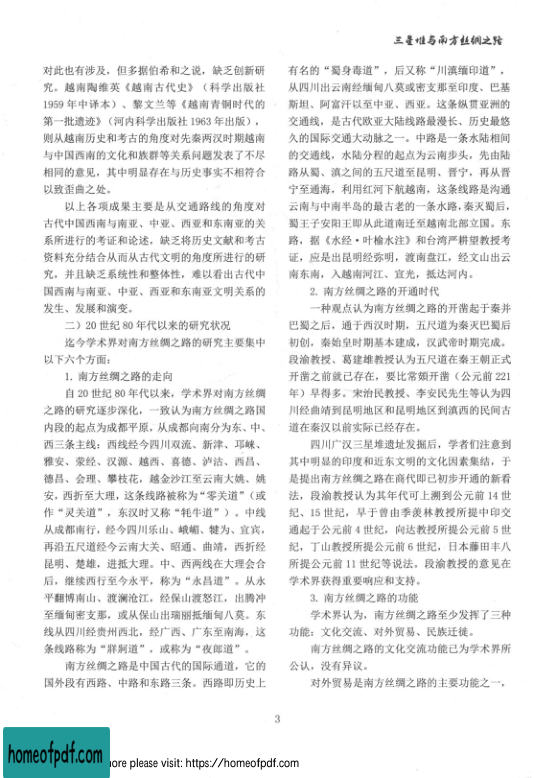 三星堆与南方丝绸之路
对此也有涉及，但多据伯希和之说，缺乏创新研
究。越南陶维英《越南古代史》（科学出版社
1959 年中译本）、黎文兰等《越南青铜时代的
第一批遗迹》（河内科学出版社 1963 年出版），
则从越南历史和考古的角度对先秦两汉时期越南
与中国西南的文化和族群等关系问题发表了不尽
相同的意见，其中明显存在与历史事实不相符合
以致歪曲之处。
以上各项成果主要是从交通路线的角度对
古代中国西南与南亚、中亚、西亚和东南亚的关
系所进行的考证和论述，缺乏将历史文献和考古
资料充分结合从而从古代文明的角度所进行的研
究，并且缺乏系统性和整体性，难以看出古代中
国西南与南亚、中亚、西亚和东南亚文明关系的
发生、发展和演变。
二）20 世纪 80 年代以来的研究状况
迄今学术界对南方丝绸之路的研究主要集中
以下六个方面：
1. 南方丝绸之路的走向
自 20 世纪 80 年代以来，学术界对南方丝绸
之路的研究逐步深化，一致认为南方丝绸之路国
内段的起点为成都平原，从成都向南分为东、中、
西三条主线：西线经今四川双流、新津、邛崃、
雅安、荥经、汉源、越西、喜德、泸沽、西昌、
德昌、会理、攀枝花，越金沙江至云南大姚、姚
安，西折至大理，这条线路被称为“零关道”（或
作“灵关道”，东汉时又称“牦牛道”）。中线
从成都南行，经今四川乐山、峨嵋、犍为、宜宾，
再沿五尺道经今云南大关、昭通、曲靖，西折经
昆明、楚雄，进抵大理。中、西两线在大理会合
后，继续西行至今永平，称为“永昌道”。从永
平翻博南山，渡澜沧江，经保山渡怒江，出腾冲
至缅甸密支那，或从保山出瑞丽抵缅甸八莫。东
线从四川经贵州西北，经广西、广东至南海，这
条线路称为“牂牁道”，或称为“夜郎道”。
南方丝绸之路是中国古代的国际通道，它的
国外段有西路、中路和东路三条。西路即历史上
有名的“蜀身毒道”，后又称“川滇缅印道”，
从四川出云南经缅甸八莫或密支那至印度、巴基
斯坦、阿富汗以至中亚、西亚。这条纵贯亚洲的
交通线，是古代欧亚大陆线路最漫长、历史最悠
久的国际交通大动脉之一。中路是一条水陆相间
的交通线，水陆分程的起点为云南步头，先由陆
路从蜀、滇之间的五尺道至昆明、晋宁，再从晋
宁至通海，利用红河下航越南，这条线路是沟通
云南与中南半岛的最古老的一条水路，秦灭蜀后，
蜀王子安阳王即从此道南迁至越南北部立国。东
路，据《水经·叶榆水注》和台湾严耕望教授考
证，应是出昆明经弥明，渡南盘江，经文山出云
南东南，入越南河江、宣光，抵达河内。
2. 南方丝绸之路的开通时代
一种观点认为南方丝绸之路的开凿起于秦并
巴蜀之后，通于西汉时期，五尺道为秦灭巴蜀后
初创，秦始皇时期基本建成，汉武帝时期完成。
段渝教授、葛建雄教授认为五尺道在秦王朝正式
开凿之前就已存在，要比常頞开凿（公元前 221
年）早得多。宋治民教授、李安民先生等认为四
川经曲靖到昆明地区和昆明地区到滇西的民间古
道在秦汉以前实际已经存在。
四川广汉三星堆遗址发掘后，学者们注意到
其中明显的印度和近东文明的文化因素集结，于
是提出南方丝绸之路在商代即已初步开通的新看
法，段渝教授认为其年代可上溯到公元前 14 世
纪、15 世纪，早于曾由季羡林教授所提中印交
通起于公元前 4 世纪，向达教授所提公元前 5 世
纪，丁山教授所提公元前 6 世纪，日本藤田丰八
所提公元前 11 世纪等说法。段渝教授的意见在
学术界获得重要响应和支持。
3. 南方丝绸之路的功能
学术界认为，南方丝绸之路至少发挥了三种
功能：文化交流、对外贸易、民族迁徙。
南方丝绸之路的文化交流功能已为学术界所
公认，没有异议。
对外贸易是南方丝绸之路的主要功能之一，
3
homeofpdf.com
ore please visit: https://homeofpdf.com